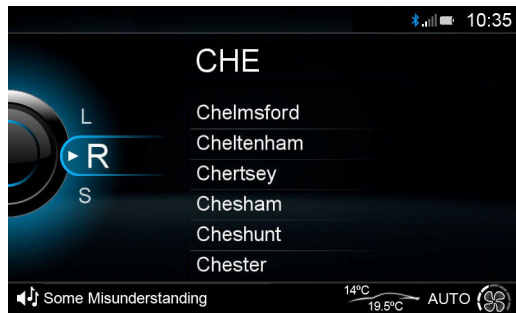 10:35
CHE
L
R
S
Chelmsford
Cheltenham
Chertsey
Chesham
Cheshunt
Chester
Some Misunderstanding
14ºC
19.5ºC
AUTO